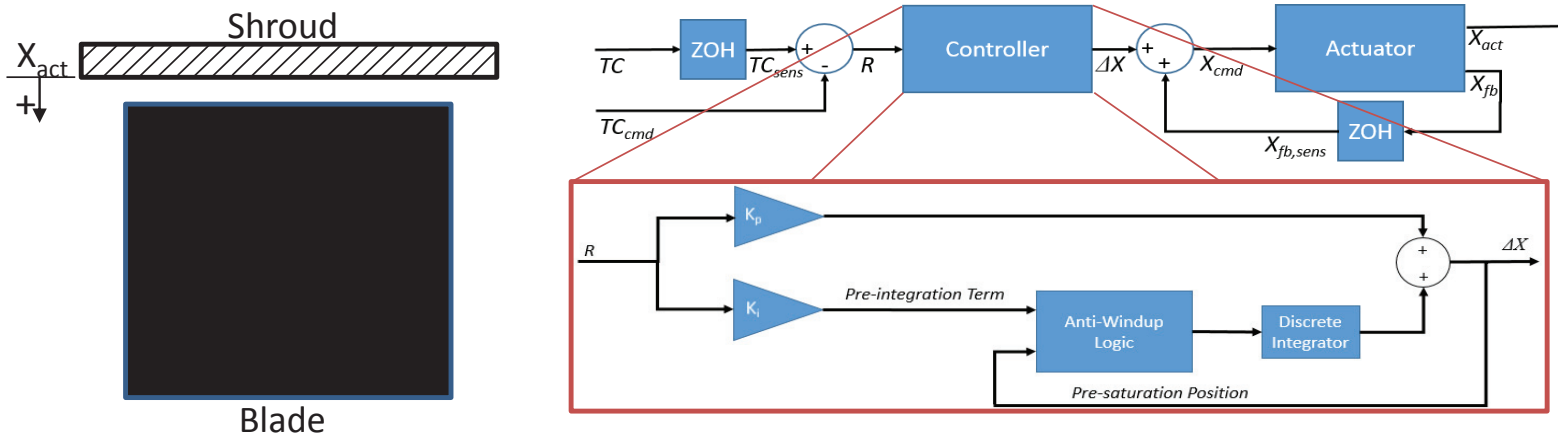 Shroud
X_act
+
Blade
TC
ZOH
TC_sens
+
-
R
TC_cmd
Controller
ΔX
+
+
X_cmd
Actuator
X_act
X_fb
ZOH
X_fb,sens
R
K_p
K_i
Pre-integration Term
Anti-Windup
Logic
Discrete
Integrator
+
+
ΔX
Pre-saturation Position